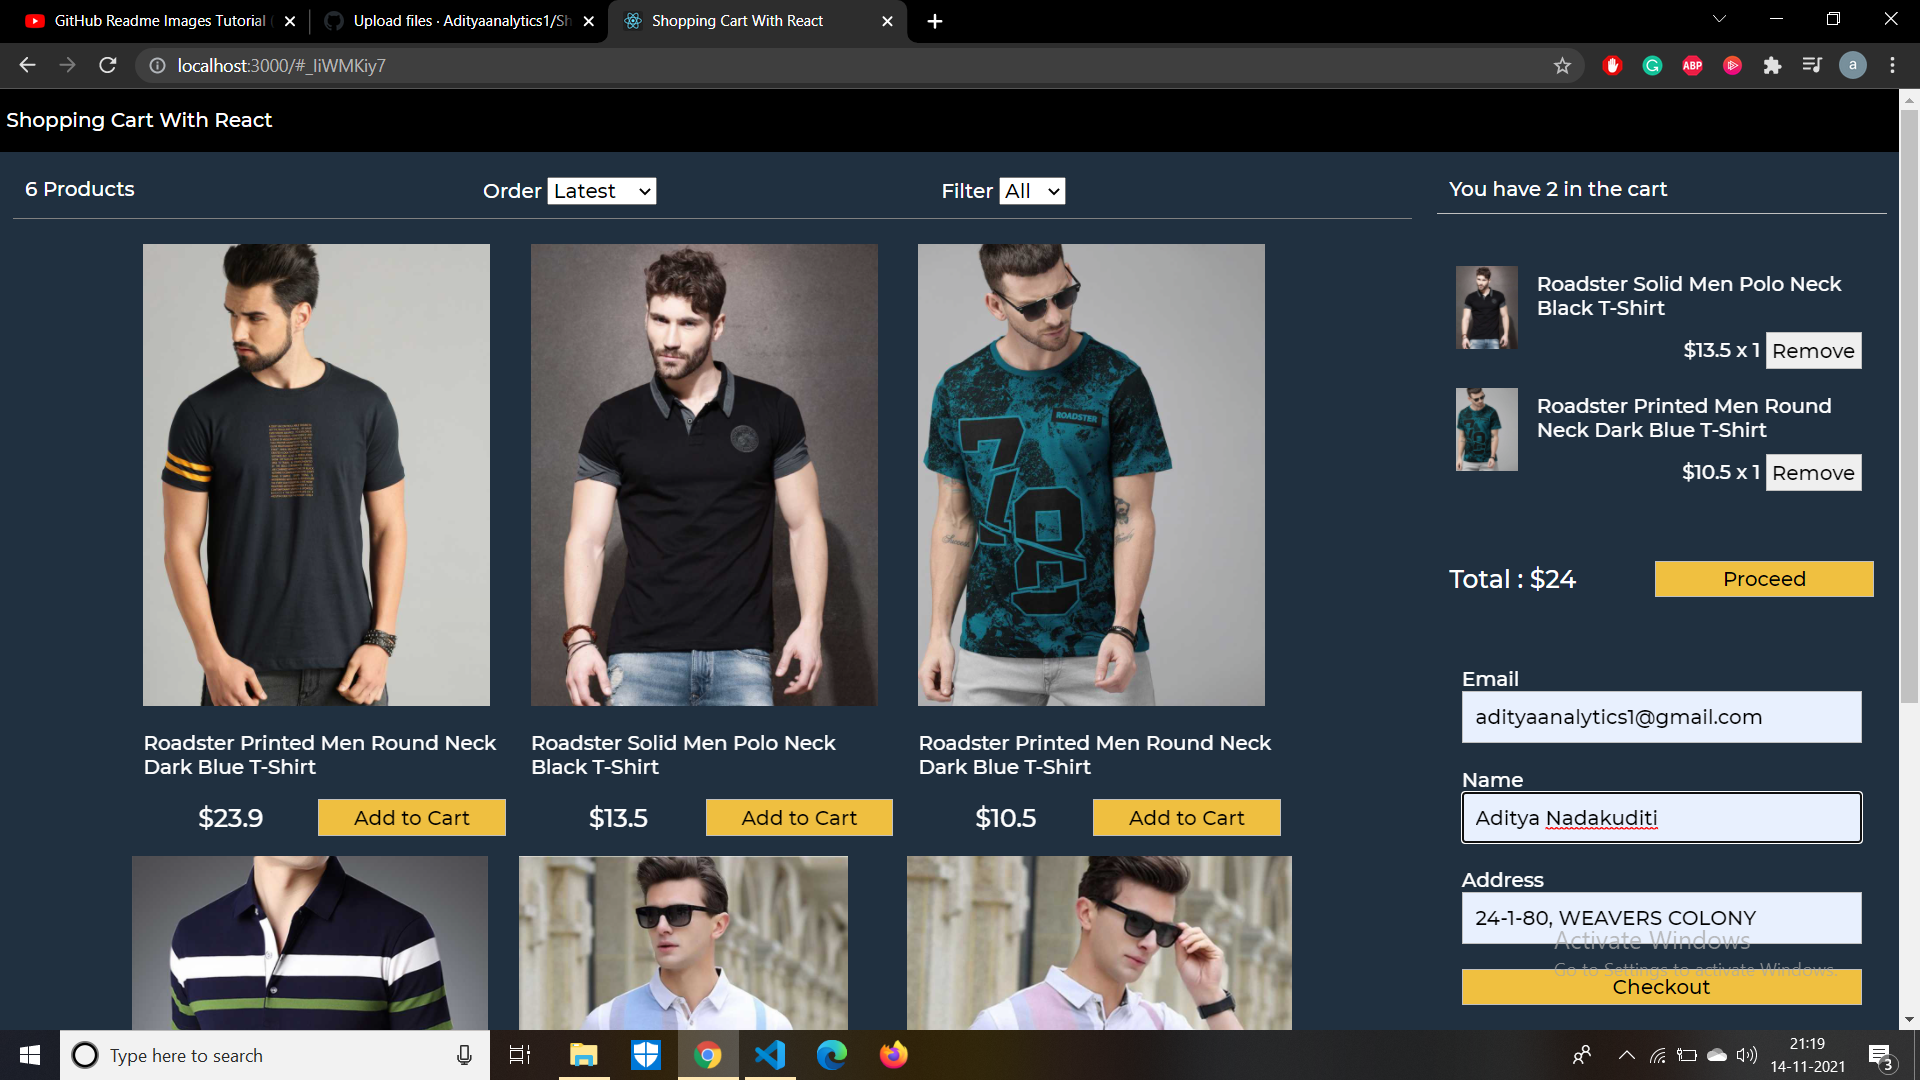 GitHub Readme Images Tutorial
Upload files · Adityaanalytics1/Sh
Shopping Cart With React
localhost:3000/#_liWMKiy7
ABP
a
Shopping Cart With React
6 Products
Order Latest
Filter All
You have 2 in the cart
Roadster Solid Men Polo Neck
Black T-Shirt
$13.5 x 1 Remove
Roadster Printed Men Round
Neck Dark Blue T-Shirt
$10.5 x 1 Remove
Total : $24
Proceed
ROADSTER
Roadster Printed Men Round Neck
Dark Blue T-Shirt
$23.9 Add to Cart
Roadster Solid Men Polo Neck
Black T-Shirt
$13.5 Add to Cart
Roadster Printed Men Round Neck
Dark Blue T-Shirt
$10.5 Add to Cart
Email
adityaanalytics1@gmail.com
Name
Aditya Nadakuditi
Address
24-1-80, WEAVERS COLONY
Activate Windows
Go to Settings to activate Windows.
Checkout
Type here to search
21:19
14-11-2021
3